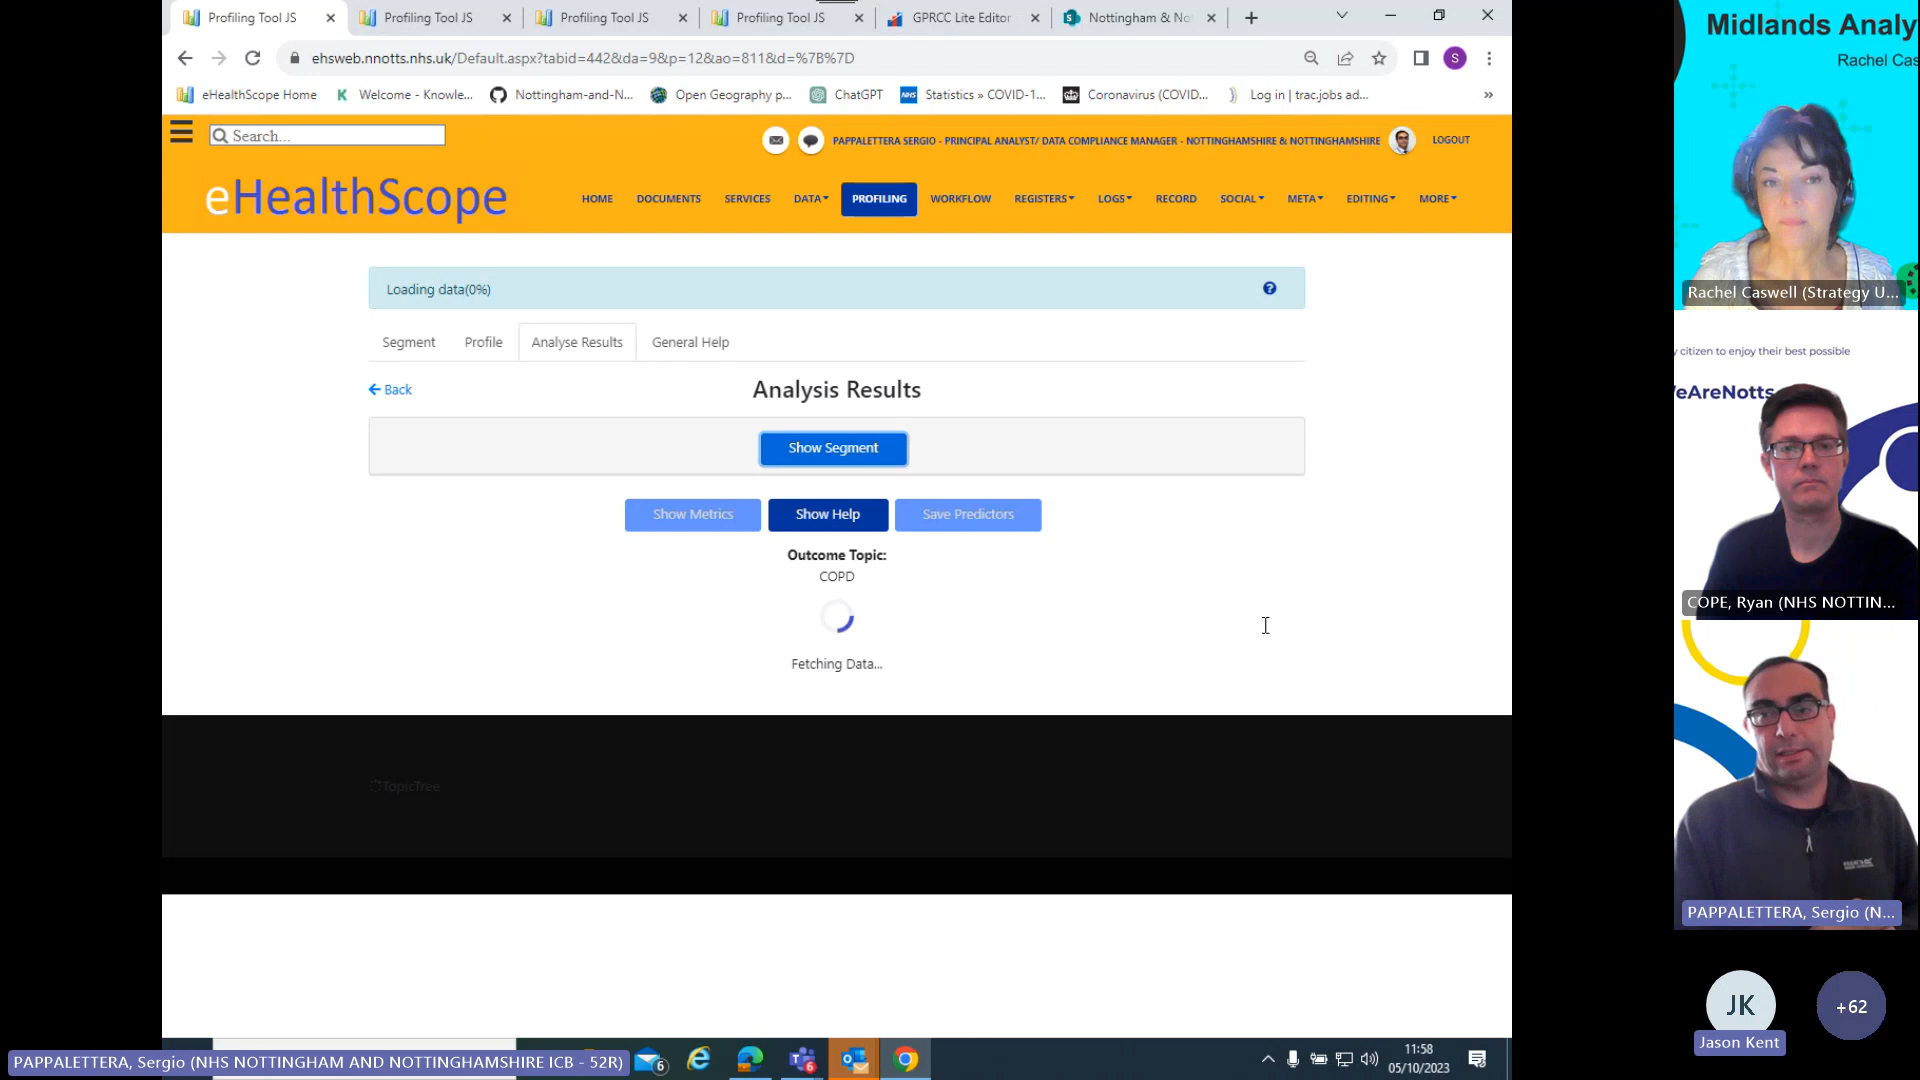 Profiling Tool JS
Profiling Tool JS
Profiling Tool JS
Profiling Tool JS
GPRCC Lite Editor
Nottingham & No
ehsweb.nnotts.nhs.uk/Default.aspx?tabid=442&da=9&p=12&ao=811&d=%7B%7D
S
eHealthScope Home
Welcome - Knowle...
Nottingham-and-N...
Open Geography p...
ChatGPT
NHS
Statistics » COVID-1...
Coronavirus (COVID...
Log in | trac.jobs ad...
»
Search...
PAPPALETTERA SERGIO - PRINCIPAL ANALYST/ DATA COMPLIANCE MANAGER - NOTTINGHAMSHIRE & NOTTINGHAMSHIRE
LOGOUT
eHealthScope
HOME
DOCUMENTS
SERVICES
DATA
PROFILING
WORKFLOW
REGISTERS
LOGS
RECORD
SOCIAL
META
EDITING
MORE
Loading data(0%)
Segment
Profile
Analyse Results
General Help
Back
Analysis Results
Show Segment
Show Metrics
Show Help
Save Predictors
Outcome Topic:
COPD
Fetching Data...
TopicTree
Midlands Analy
Rachel Cas
Rachel Caswell (Strategy U...
citizen to enjoy their best possible
eAreNotts
COPE, Ryan (NHS NOTTIN...
PAPPALETTERA, Sergio (N...
JK
Jason Kent
+62
PAPPALETTERA, Sergio (NHS NOTTINGHAM AND NOTTINGHAMSHIRE ICB - 52R)
6
6
11:58
05/10/2023